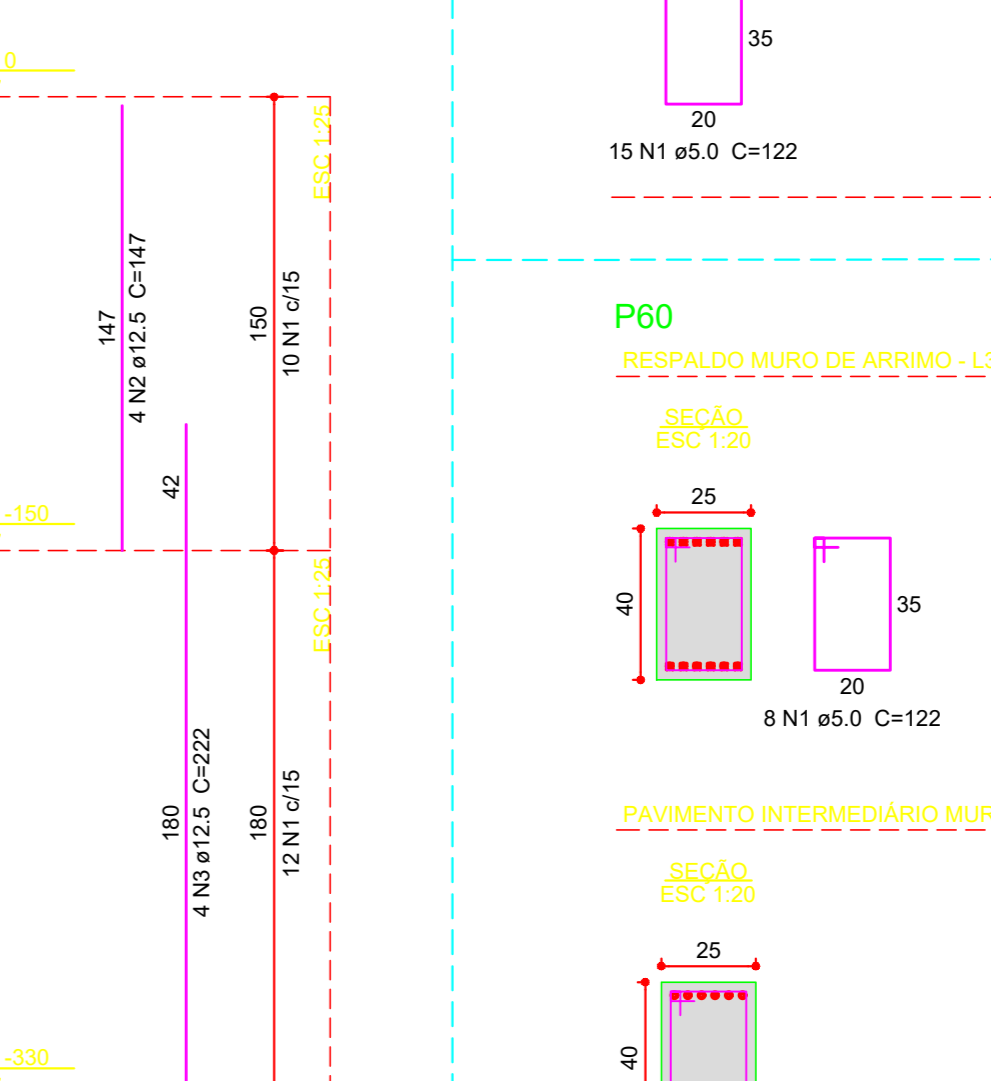 0
ESC 1:25
147
4 N2 ø12.5 C=147
150
10 N1 c/15
42
-150
ESC 1:25
180
4 N3 ø12.5 C=222
180
12 N1 c/15
-330
35
20
15 N1 ø5.0 C=122
P60
RESPALDO MURO DE ARRIMO - L3
SEÇÃO
ESC 1:20
25
40
35
20
8 N1 ø5.0 C=122
PAVIMENTO INTERMEDIÁRIO MUR
SEÇÃO
ESC 1:20
25
40